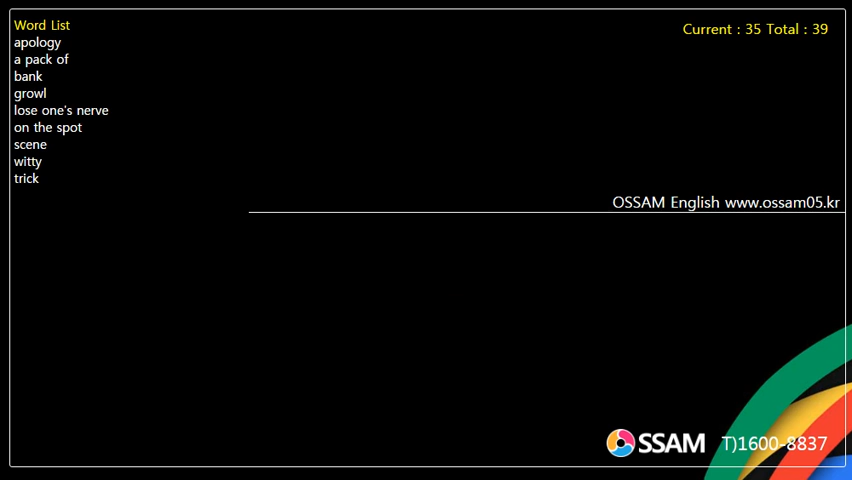 Word List
Current : 35 Total : 39
apology
a pack of
bank
growl
lose one's nerve
on the spot
scene
witty
trick
OSSAM English www.ossam05.kr
OSSAM T)1600-8837